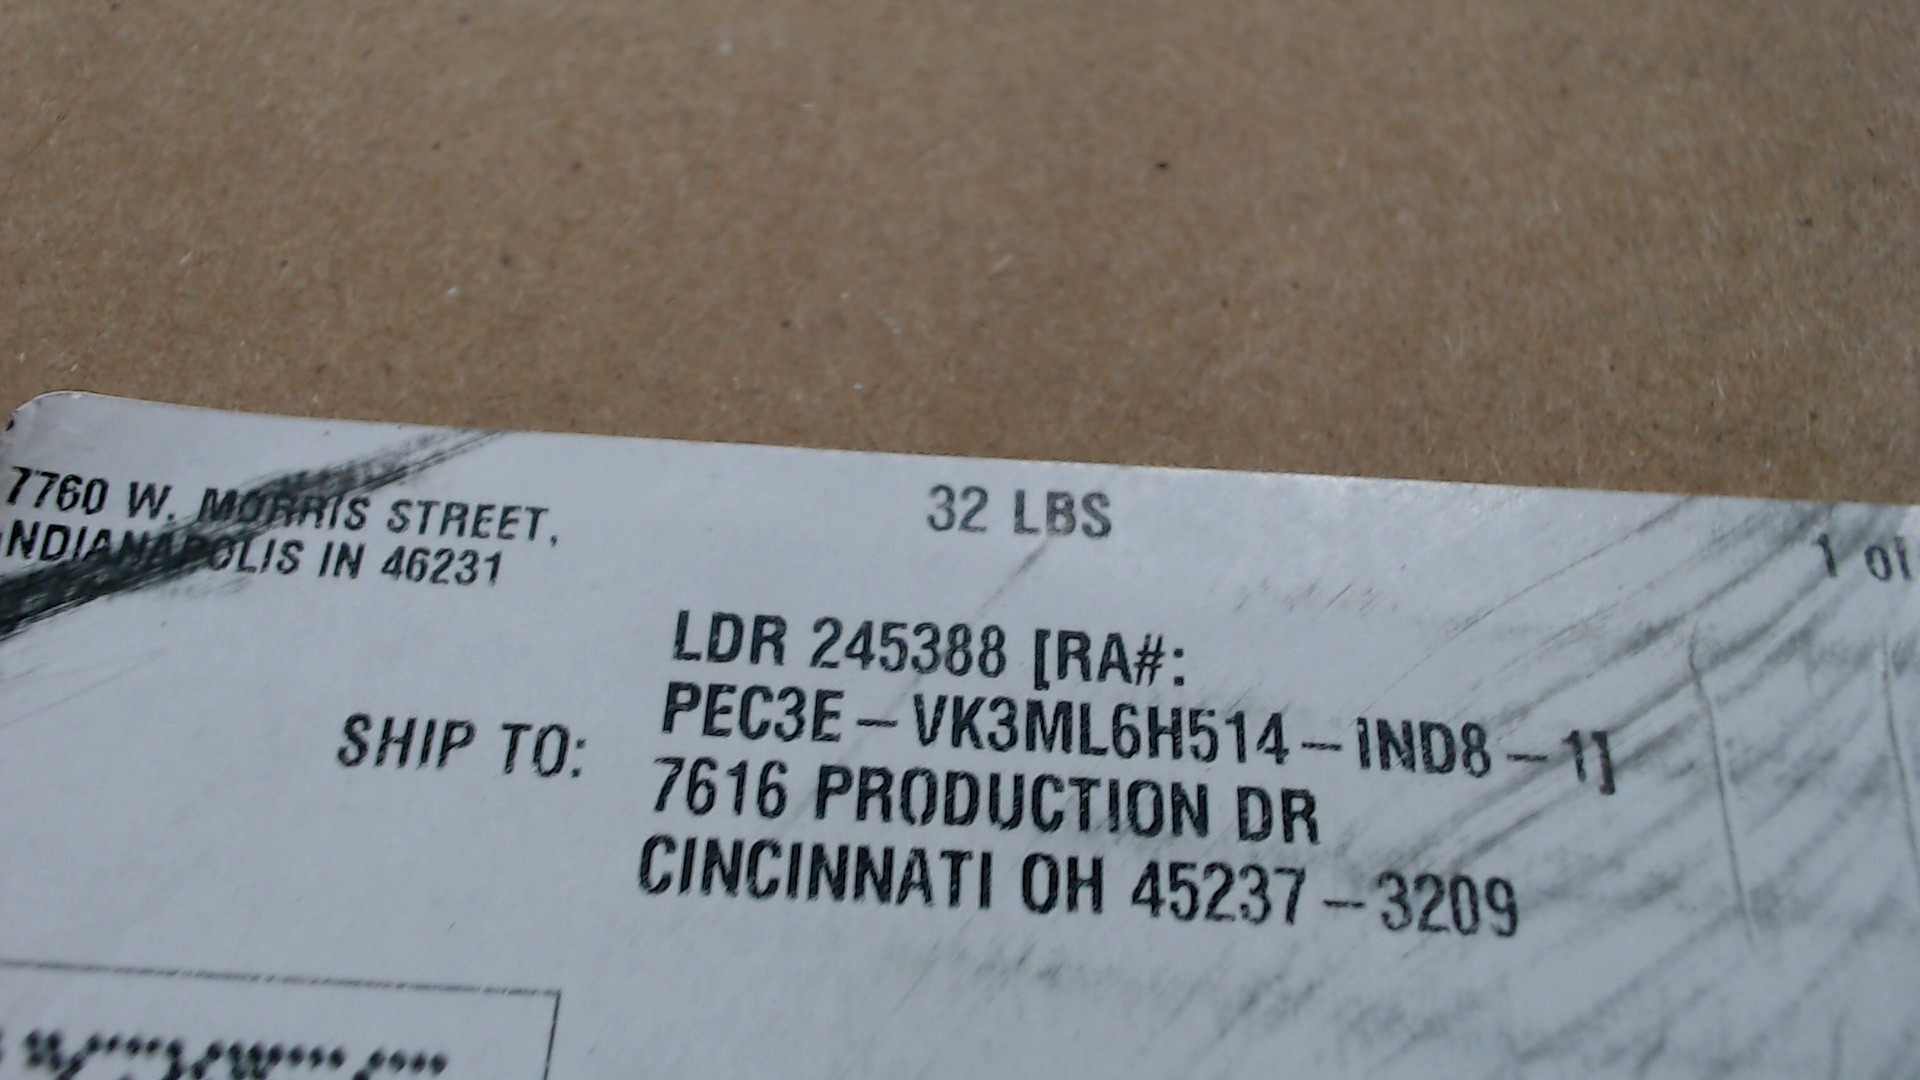 7760 W. MORRIS STREET,
NDIANAPOLIS IN 46231
32 LBS
1 OF
SHIP TO:
LDR 245388 [RA#:
PEC3E-VK3ML6H514-IND8-1]
7616 PRODUCTION DR
CINCINNATI OH 45237-3209